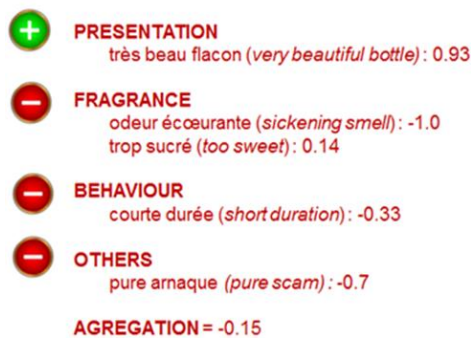 PRESENTATION
très beau flacon (very beautiful bottle) : 0.93
FRAGRANCE
odeur écœurante (sickening smell) : -1.0
trop sucré (too sweet) : 0.14
BEHAVIOUR
courte durée (short duration) : -0.33
OTHERS
pure arnaque (pure scam) : -0.7
AGREGATION = -0.15